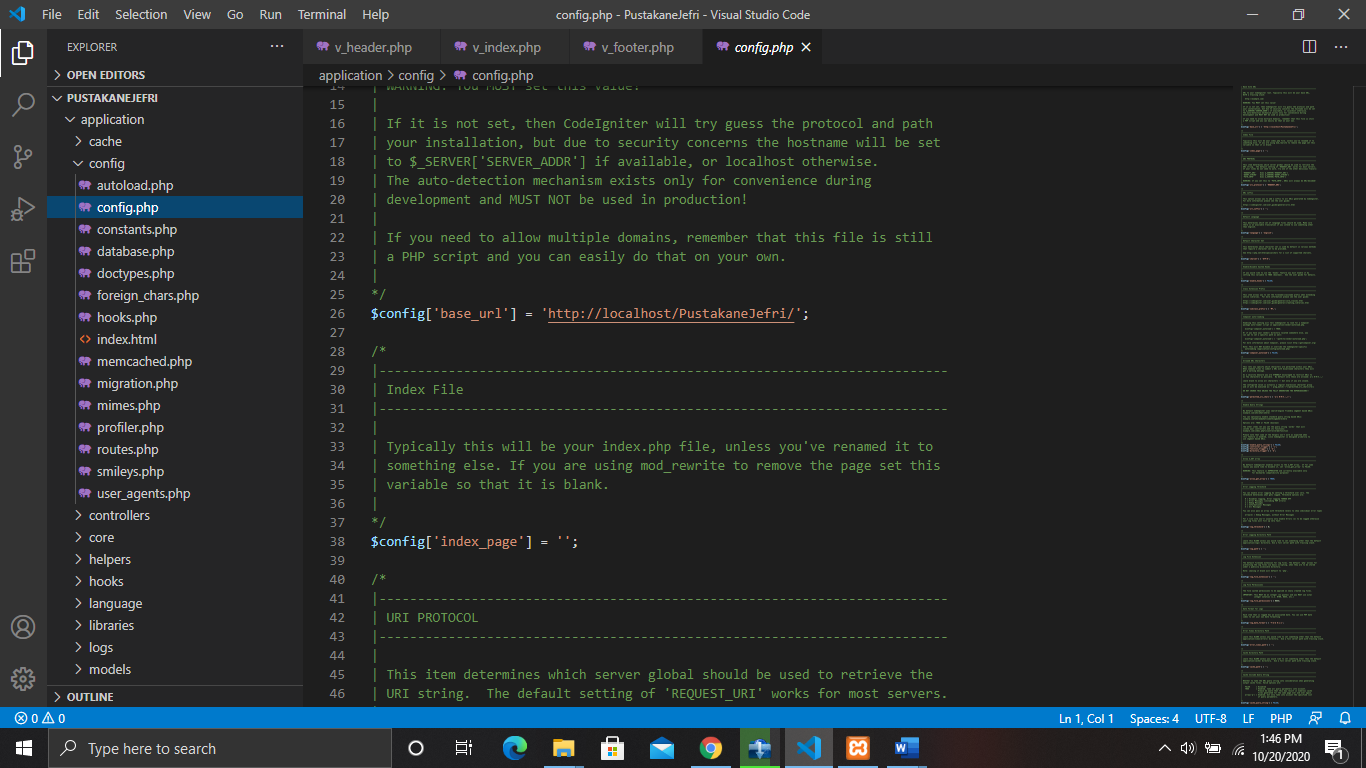 File Edit Selection View Go Run Terminal Help
config.php - PustakaneJefri - Visual Studio Code
EXPLORER
OPEN EDITORS
PUSTAKANEJEFRI
application
cache
config
autoload.php
config.php
constants.php
database.php
doctypes.php
foreign_chars.php
hooks.php
index.html
memcached.php
migration.php
mimes.php
profiler.php
routes.php
smileys.php
user_agents.php
controllers
core
helpers
hooks
language
libraries
logs
models
OUTLINE
v_header.php v_index.php v_footer.php config.php
application > config > config.php
14 | WARNING: You MUST set this value!
15 |
16 | If it is not set, then CodeIgniter will try guess the protocol and path
17 | your installation, but due to security concerns the hostname will be set
18 | to $_SERVER['SERVER_ADDR'] if available, or localhost otherwise.
19 | The auto-detection mechanism exists only for convenience during
20 | development and MUST NOT be used in production!
21 |
22 | If you need to allow multiple domains, remember that this file is still
23 | a PHP script and you can easily do that on your own.
24 |
25 */
26 $config['base_url'] = 'http://localhost/PustakaneJefri/';
27
28 /*
29 |--------------------------------------------------------------------------
30 | Index File
31 |--------------------------------------------------------------------------
32 |
33 | Typically this will be your index.php file, unless you've renamed it to
34 | something else. If you are using mod_rewrite to remove the page set this
35 | variable so that it is blank.
36 |
37 */
38 $config['index_page'] = '';
39
40 /*
41 |--------------------------------------------------------------------------
42 | URI PROTOCOL
43 |--------------------------------------------------------------------------
44 |
45 | This item determines which server global should be used to retrieve the
46 | URI string.  The default setting of 'REQUEST_URI' works for most servers.
0 0
Ln 1, Col 1 Spaces: 4 UTF-8 LF PHP
Type here to search
1:46 PM
10/20/2020
1